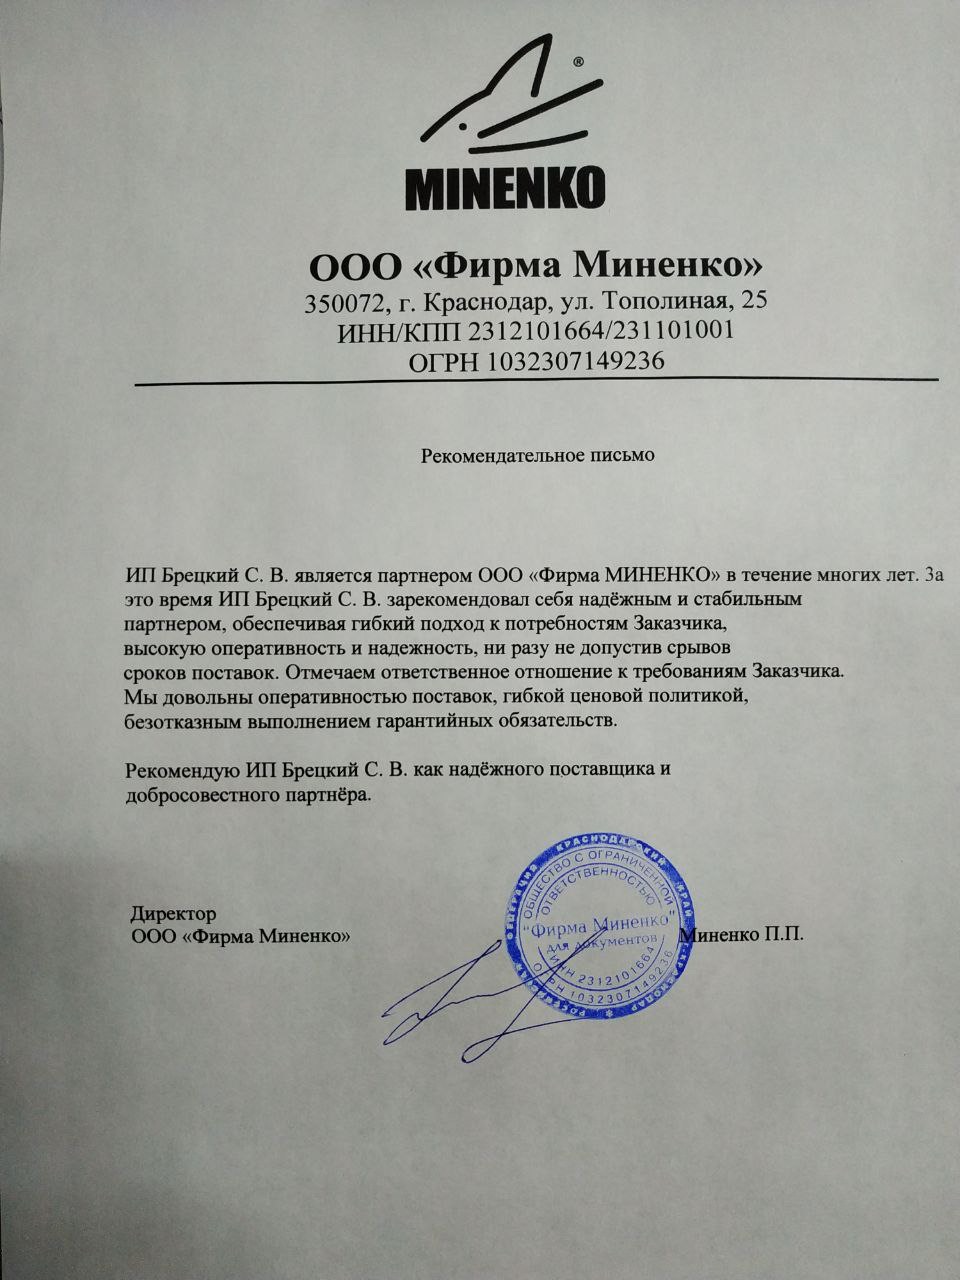 ®
MINENKO
ООО «Фирма Миненко»
350072, г. Краснодар, ул. Тополиная, 25
ИНН/КПП 2312101664/231101001
ОГРН 1032307149236
Рекомендательное письмо
ИП Брецкий С. В. является партнером ООО «Фирма МИНЕНКО» в течение многих лет. За
это время ИП Брецкий С. В. зарекомендовал себя надёжным и стабильным
партнером, обеспечивая гибкий подход к потребностям Заказчика,
высокую оперативность и надежность, ни разу не допустив срывов
сроков поставок. Отмечаем ответственное отношение к требованиям Заказчика.
Мы довольны оперативностью поставок, гибкой ценовой политикой,
безотказным выполнением гарантийных обязательств.
Рекомендую ИП Брецкий С. В. как надёжного поставщика и
добросовестного партнёра.
Директор
ООО «Фирма Миненко»
Миненко П.П.
РОССИЙСКАЯ ФЕДЕРАЦИЯ КРАСНОДАРСКИЙ КРАЙ Г.КРАСНОДАР
ОБЩЕСТВО С ОГРАНИЧЕННОЙ
ОТВЕТСТВЕННОСТЬЮ
"Фирма Миненко"
для документов
ИНН 2312101664
ОГРН 1032307149236